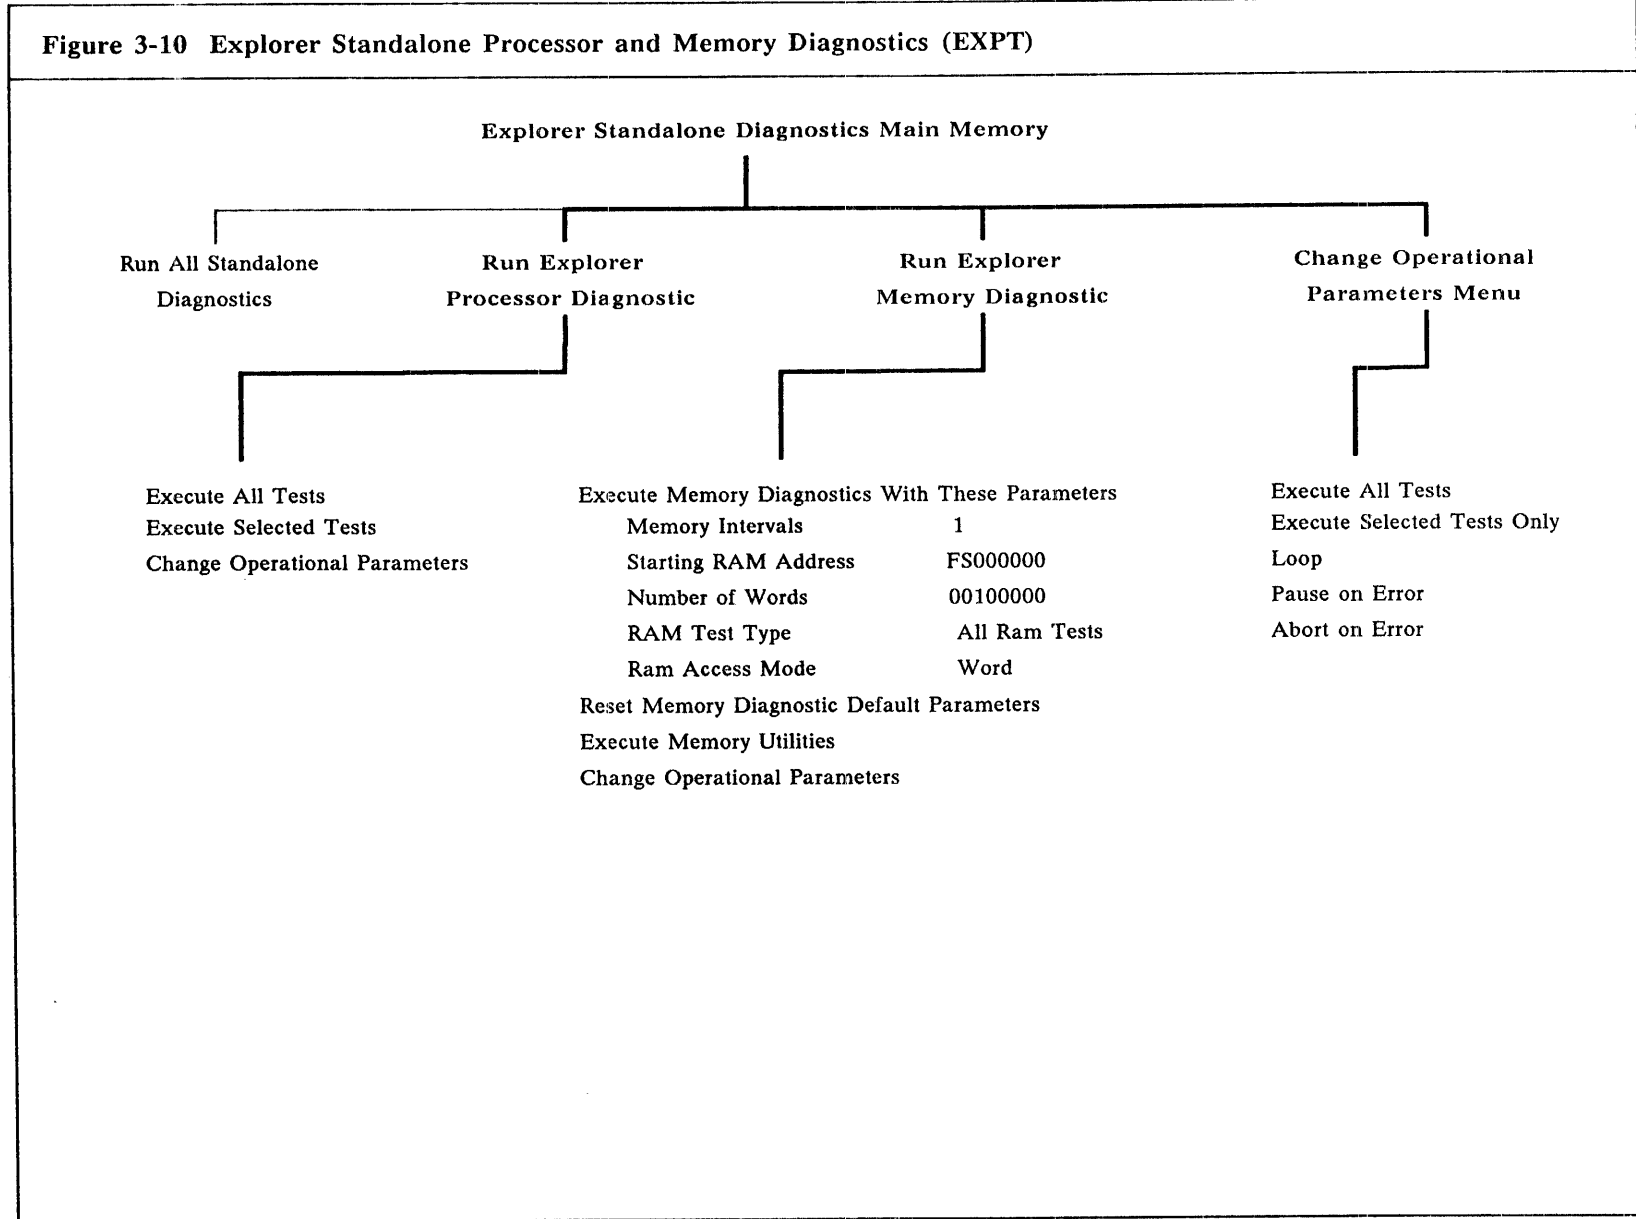 Figure 3-10 Explorer Standalone Processor and Memory Diagnostics (EXPT)
Explorer Standalone Diagnostics Main Memory
Run All Standalone
Diagnostics
Run Explorer
Processor Diagnostic
Run Explorer
Memory Diagnostic
Change Operational
Parameters Menu
Execute All Tests
Execute Selected Tests
Change Operational Parameters
Execute Memory Diagnostics With These Parameters
Memory Intervals 1
Starting RAM Address FS000000
Number of Words 00100000
RAM Test Type All Ram Tests
Ram Access Mode Word
Reset Memory Diagnostic Default Parameters
Execute Memory Utilities
Change Operational Parameters
Execute All Tests
Execute Selected Tests Only
Loop
Pause on Error
Abort on Error